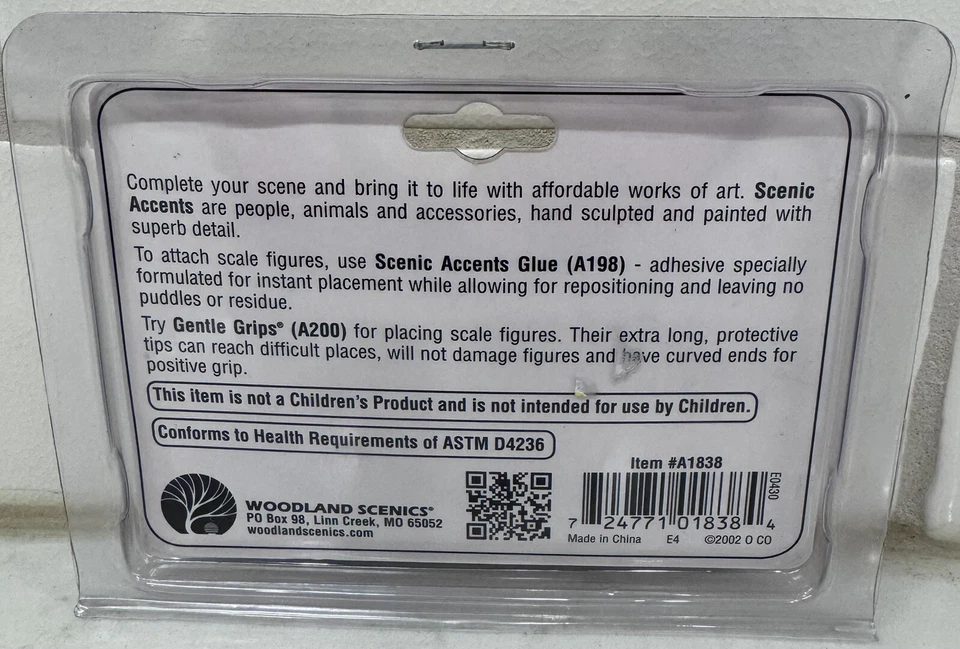 Complete your scene and bring it to life with affordable works of art. Scenic
Accents are people, animals and accessories, hand sculpted and painted with
superb detail.
To attach scale figures, use Scenic Accents Glue (A198) - adhesive specially
formulated for instant placement while allowing for repositioning and leaving no
puddles or residue.
Try Gentle Grips® (A200) for placing scale figures. Their extra long, protective
tips can reach difficult places, will not damage figures and have curved ends for
positive grip.
This item is not a Children's Product and is not intended for use by Children.
Conforms to Health Requirements of ASTM D4236
WOODLAND SCENICS®
PO Box 98, Linn Creek, MO 65052
woodlandscenics.com
Item #A1838
E0430
7 24771 01838 4
Made in China E4 ©2002 O CO